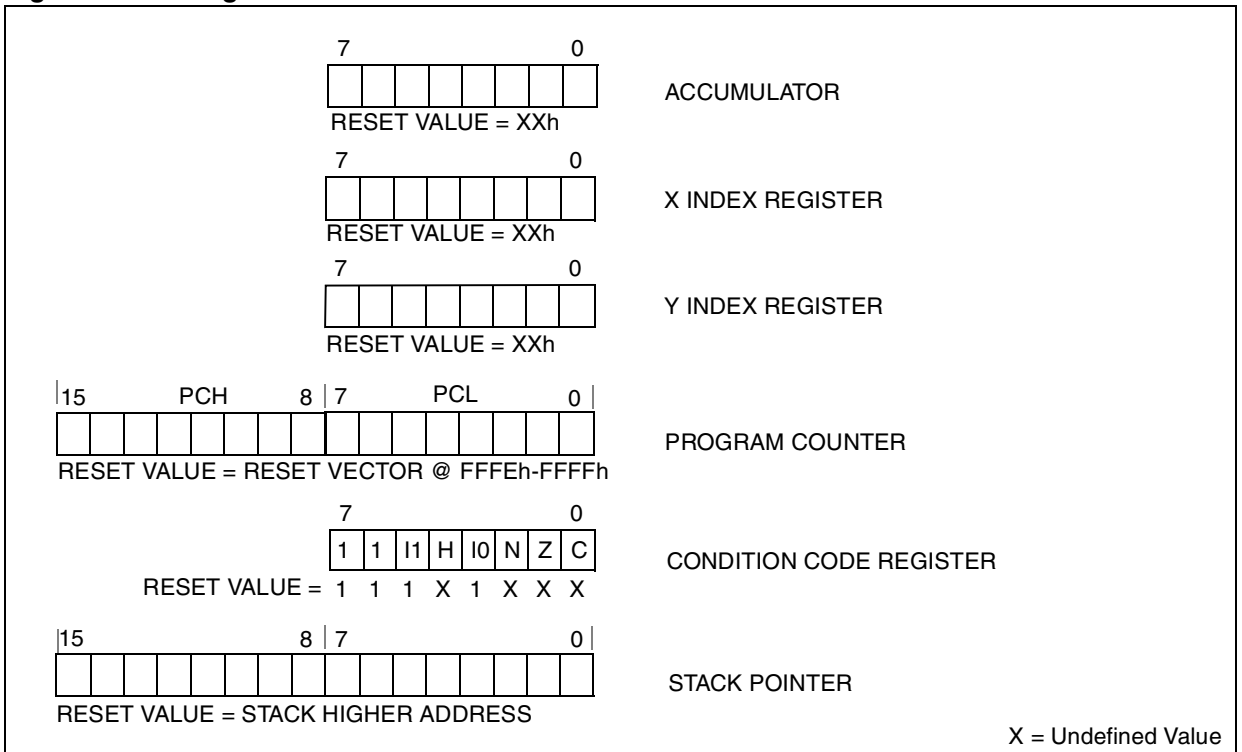 7 0
ACCUMULATOR
RESET VALUE = XXh
7 0
X INDEX REGISTER
RESET VALUE = XXh
7 0
Y INDEX REGISTER
RESET VALUE = XXh
15 PCH 8 7 PCL 0
PROGRAM COUNTER
RESET VALUE = RESET VECTOR @ FFFEh-FFFFh
7 0
1 1 I1 H I0 N Z C
CONDITION CODE REGISTER
RESET VALUE = 1 1 1 X 1 X X X
15 8 7 0
STACK POINTER
RESET VALUE = STACK HIGHER ADDRESS
X = Undefined Value